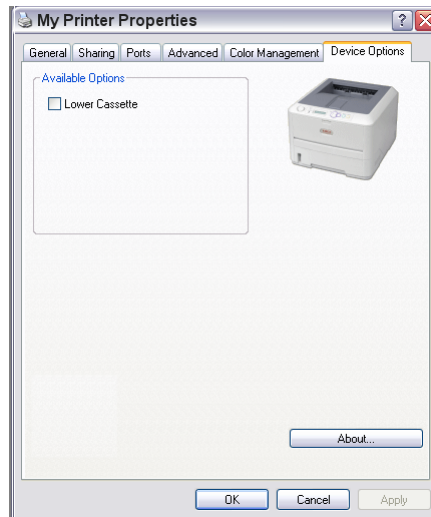 My Printer Properties
General Sharing Ports Advanced Color Management Device Options
Available Options
Lower Cassette
About...
OK Cancel Apply